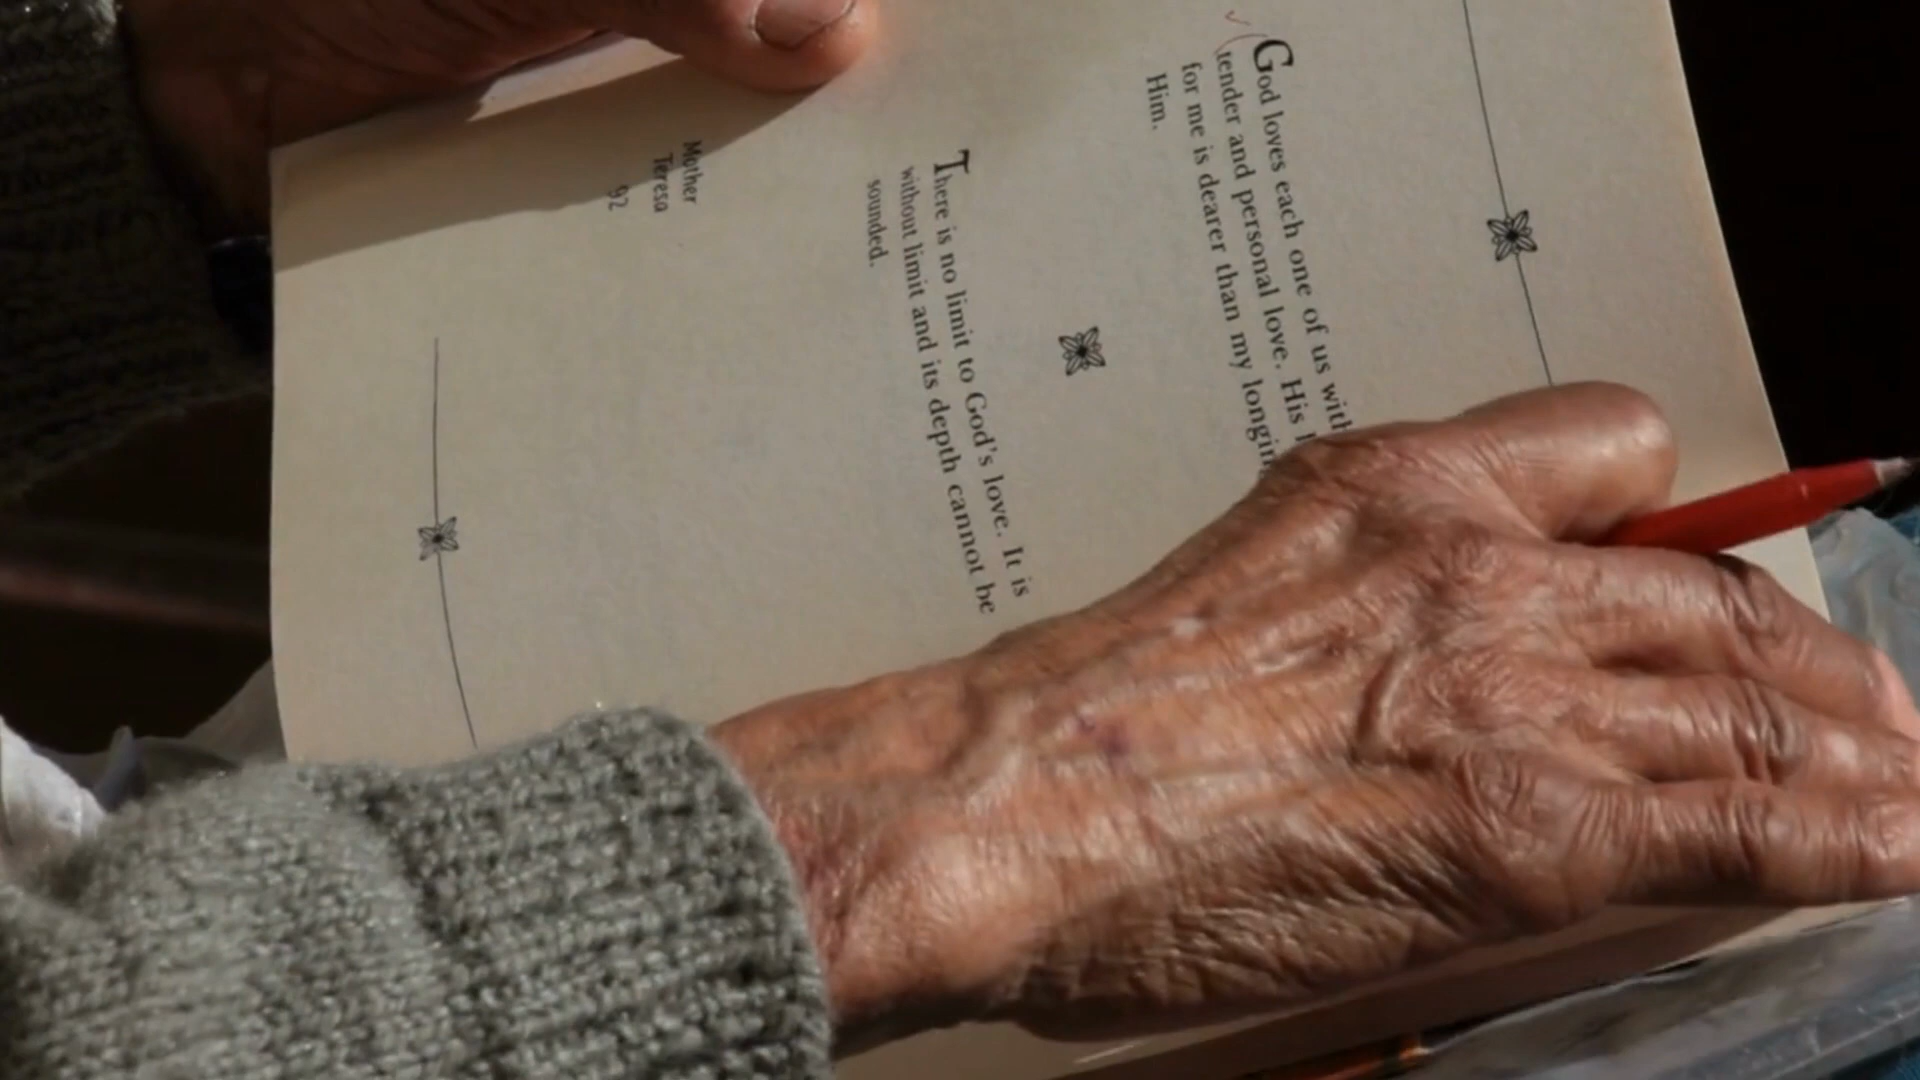 God loves each one of us with
tender and personal love. His
for me is dearer than my
Him.
There is no limit to God's love. It is
without limit and its depth cannot be
sounded.
Mother
Teresa
92